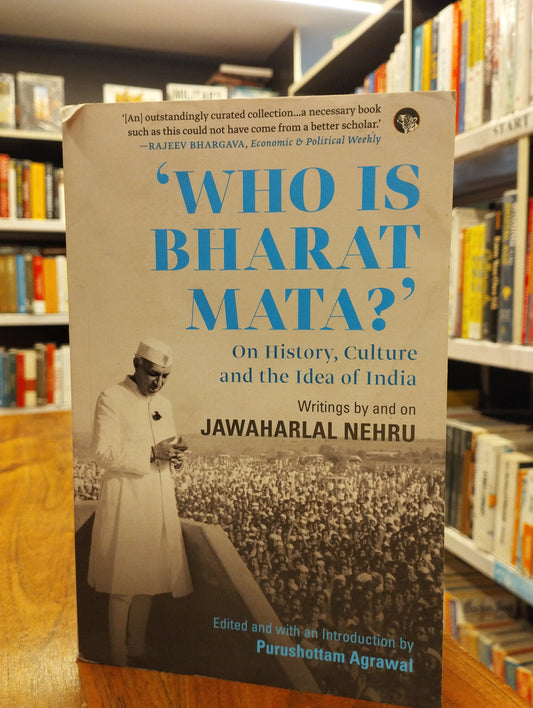 '[An] outstandingly curated collection...a necessary book
such as this could not have come from a better scholar.'
—RAJEEV BHARGAVA, Economic & Political Weekly
'WHO IS
BHARAT
MATA?'
On History, Culture
and the Idea of India
Writings by and on
JAWAHARLAL NEHRU
Edited and with an Introduction by
Purushottam Agrawal
START